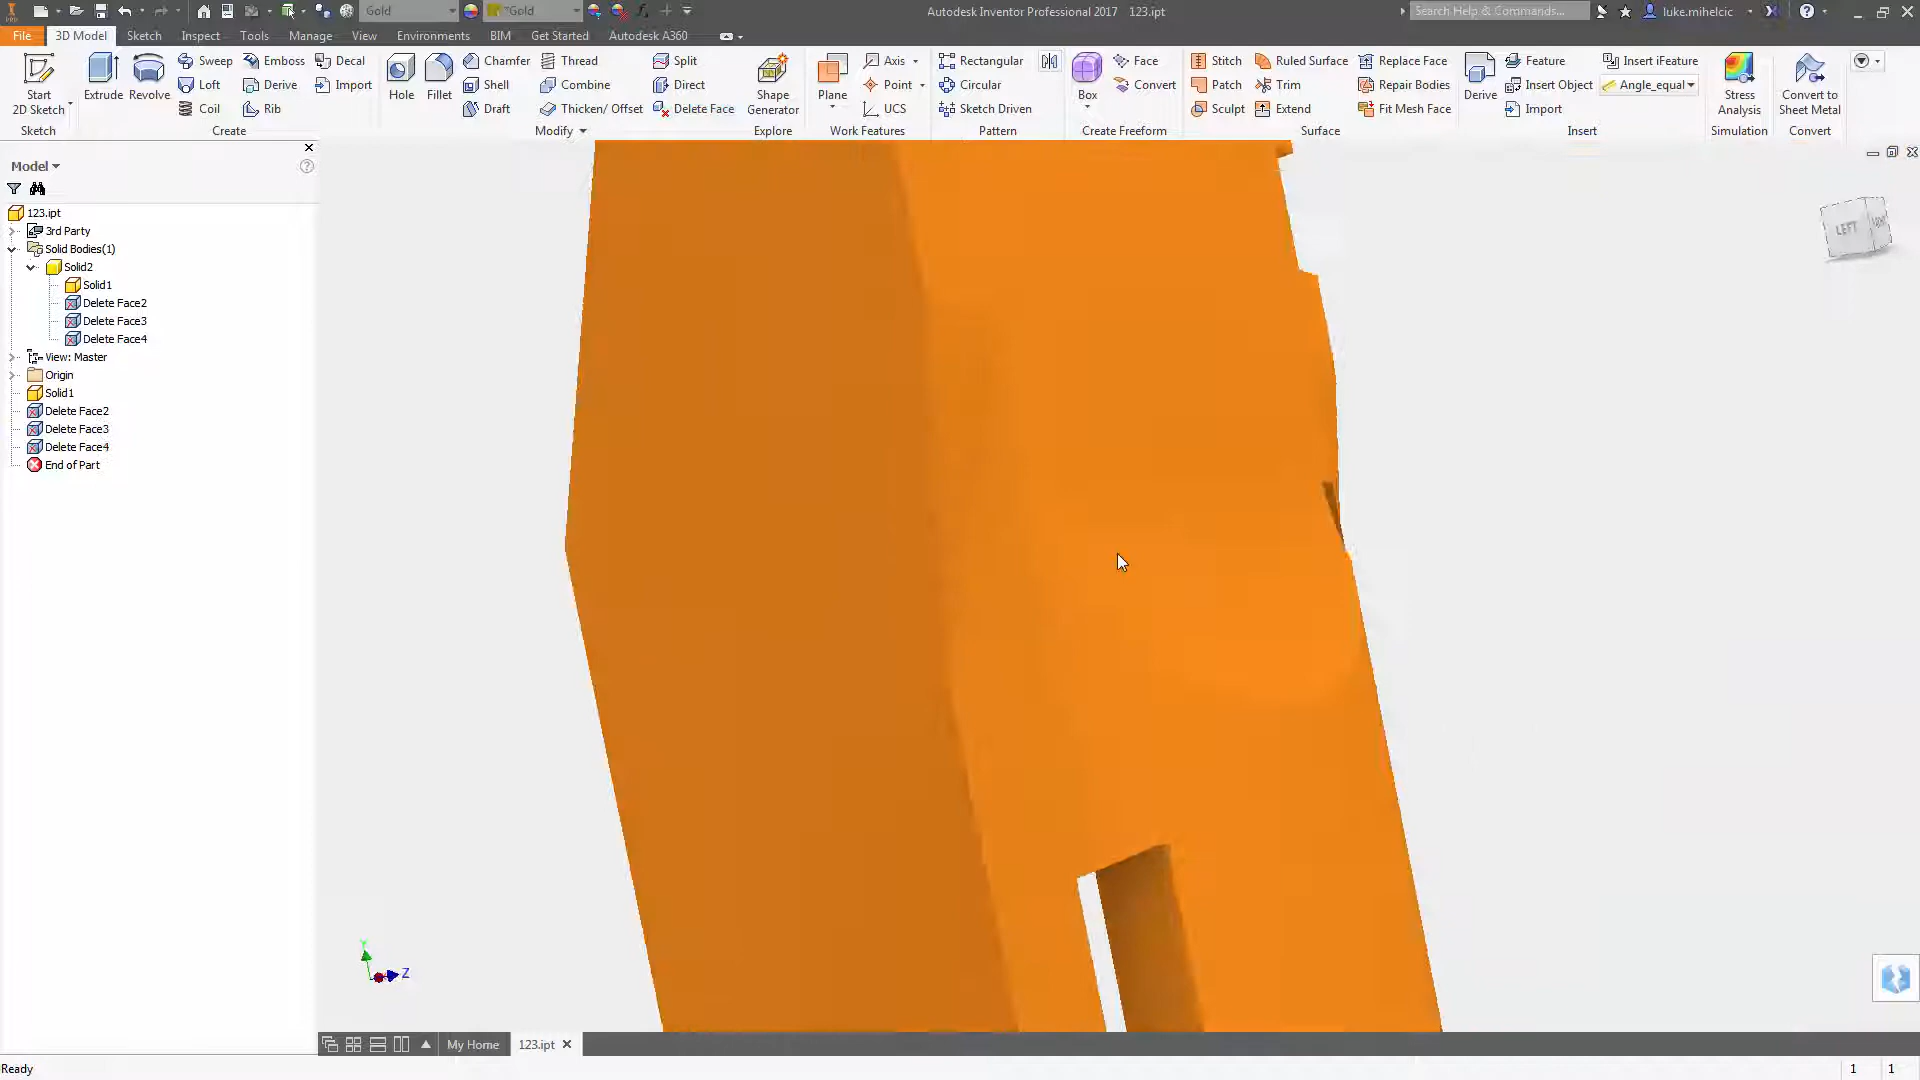 Gold
*Gold
Autodesk Inventor Professional 2017 123.ipt
Search Help & Commands...
luke.mihelcic
File 3D Model Sketch Inspect Tools Manage View Environments BIM Get Started Autodesk A360
Sweep Emboss Decal Chamfer Thread Split Axis Rectangular Face Stitch Ruled Surface Replace Face Feature Insert iFeature
Start
2D Sketch
Extrude Revolve Loft Derive Import Hole Fillet Shell Combine Direct Shape
Generator
Plane Point Circular Box Convert Patch Trim Repair Bodies Derive Insert Object Angle_equal Stress
Analysis
Convert to
Sheet Metal
Coil Rib Draft Thicken/ Offset Delete Face UCS Sketch Driven Sculpt Extend Fit Mesh Face Import
Sketch Create Modify Explore Work Features Pattern Create Freeform Surface Insert Simulation Convert
Model
123.ipt
3rd Party
Solid Bodies(1)
Solid2
Solid1
Delete Face2
Delete Face3
Delete Face4
View: Master
Origin
Solid1
Delete Face2
Delete Face3
Delete Face4
End of Part
LEFT
Y
Z
My Home 123.ipt
Ready 1 1